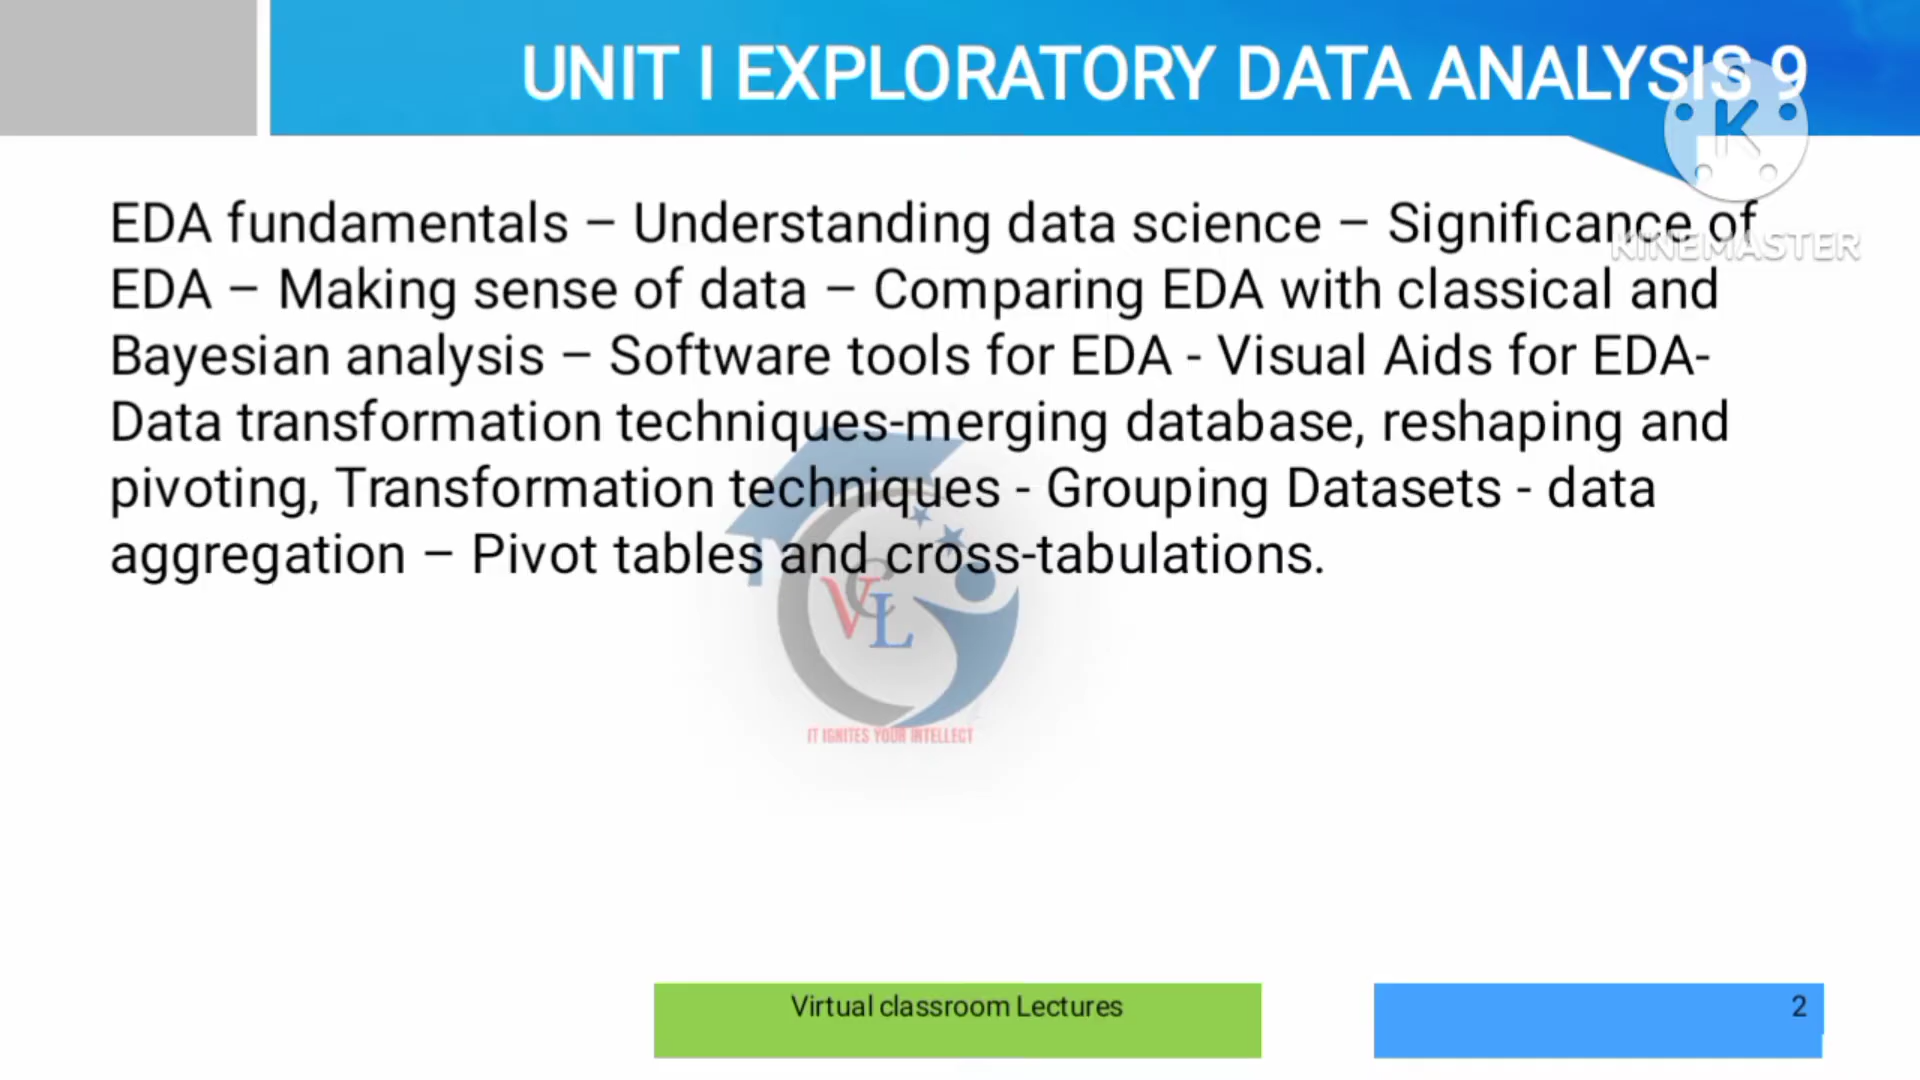 UNIT I EXPLORATORY DATA ANALYSIS 9
K
KINEMASTER
EDA fundamentals – Understanding data science – Significance of
EDA – Making sense of data – Comparing EDA with classical and
Bayesian analysis – Software tools for EDA - Visual Aids for EDA-
Data transformation techniques-merging database, reshaping and
pivoting, Transformation techniques - Grouping Datasets - data
aggregation – Pivot tables and cross-tabulations.
VCL
IT IGNITES YOUR INTELLECT
Virtual classroom Lectures
2